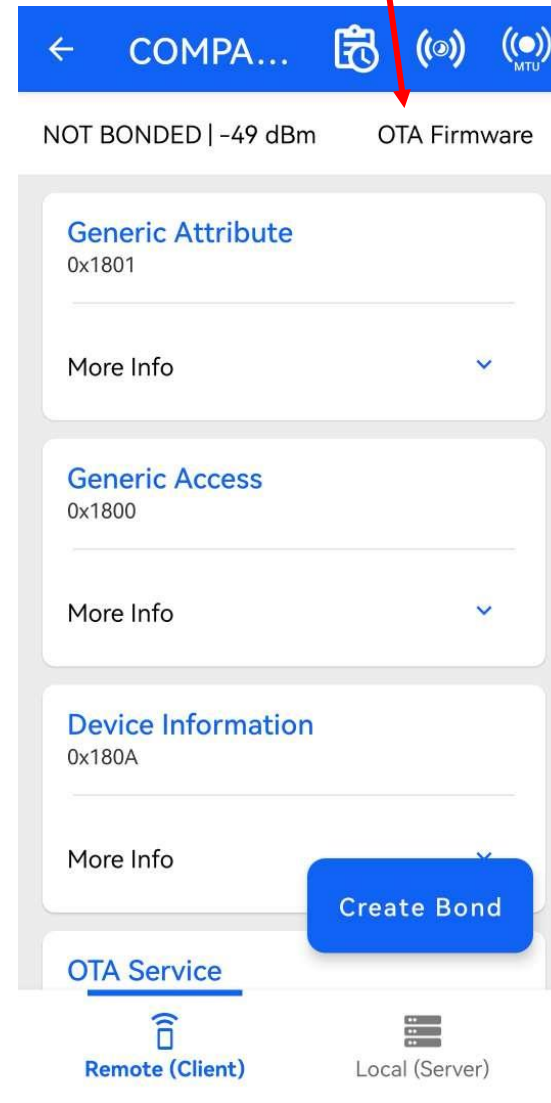 COMPA...
MTU
NOT BONDED | -49 dBm OTA Firmware
Generic Attribute
0x1801
More Info
Generic Access
0x1800
More Info
Device Information
0x180A
More Info
Create Bond
OTA Service
Remote (Client) Local (Server)